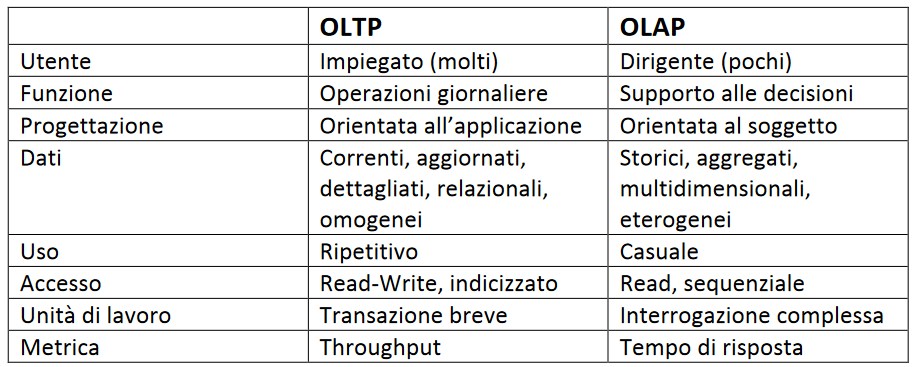 OLTP OLAP
Utente Impiegato (molti) Dirigente (pochi)
Funzione Operazioni giornaliere Supporto alle decisioni
Progettazione Orientata all’applicazione Orientata al soggetto
Dati Correnti, aggiornati, Storici, aggregati,
dettagliati, relazionali, multidimensionali,
omogenei eterogenei
Uso Ripetitivo Casuale
Accesso Read-Write, indicizzato Read, sequenziale
Unità di lavoro Transazione breve Interrogazione complessa
Metrica Throughput Tempo di risposta